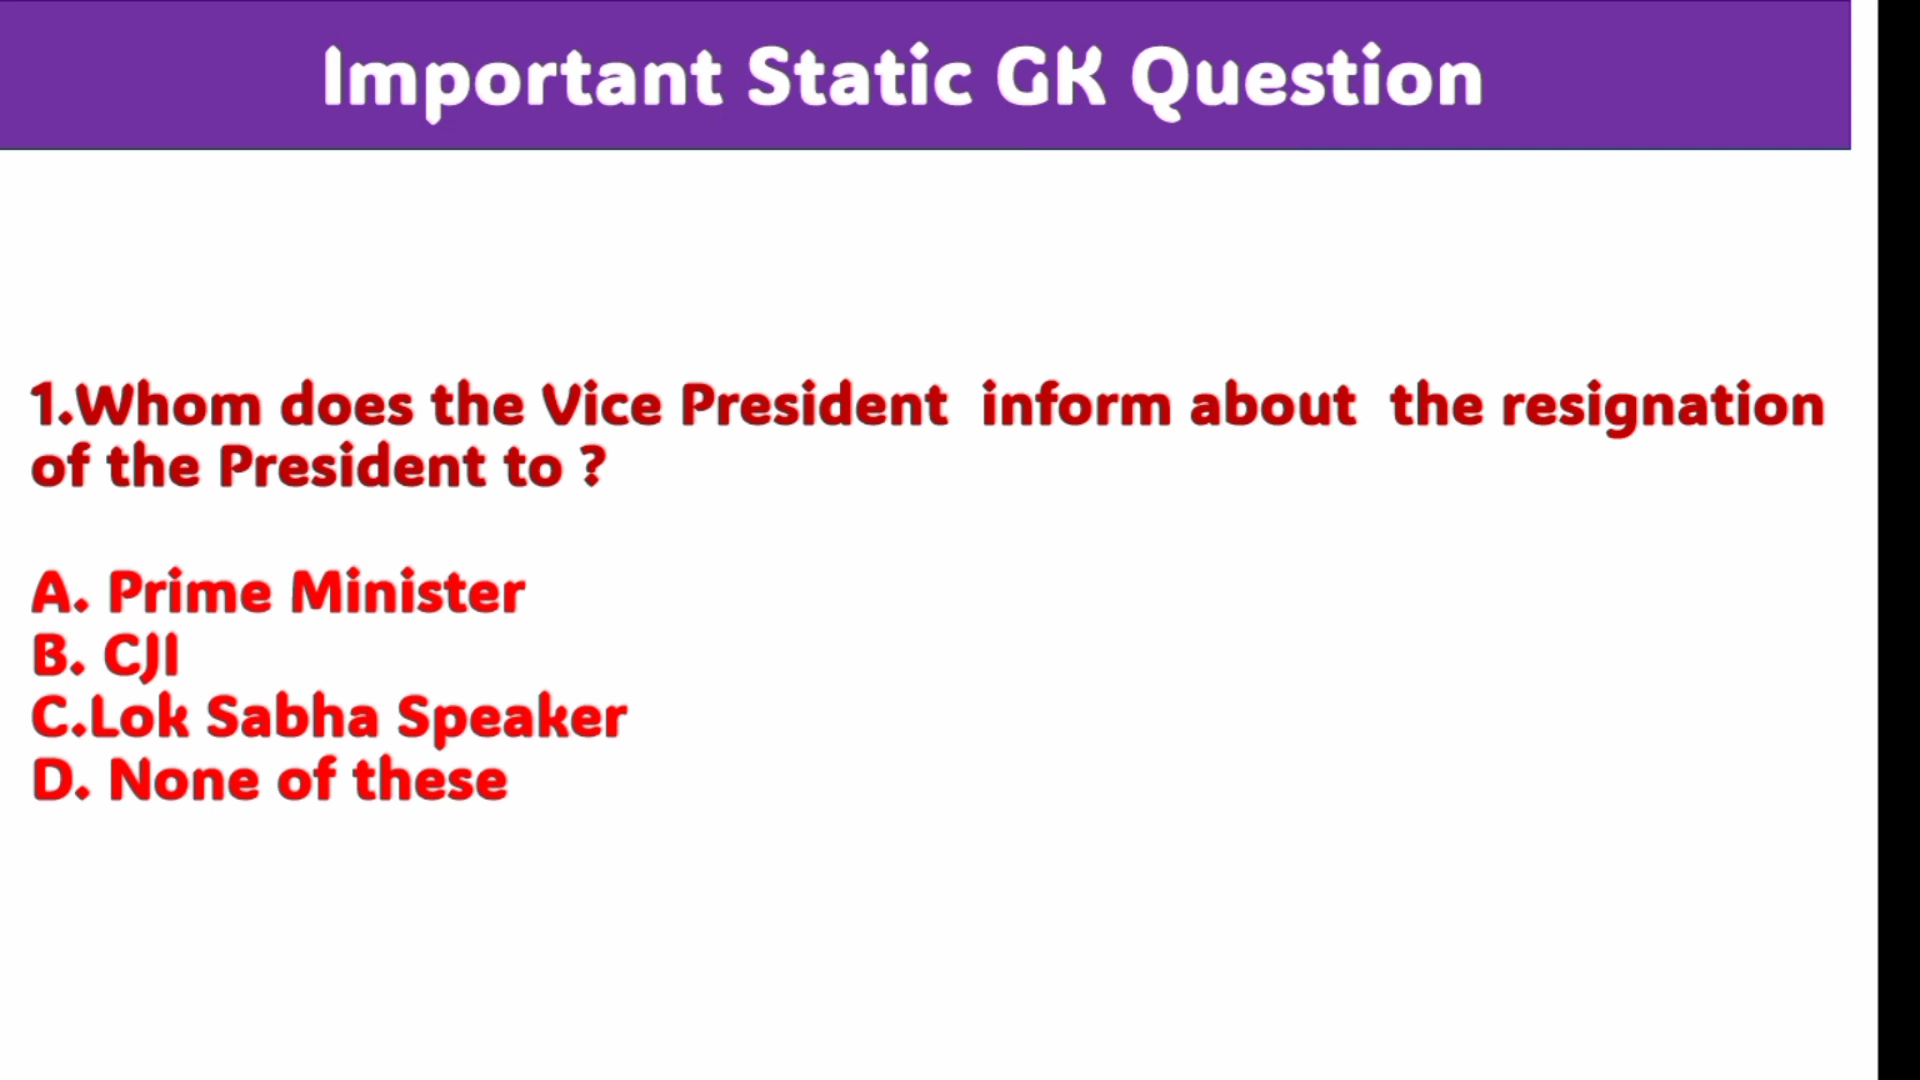 Important Static GK Question
1.Whom does the Vice President  inform about  the resignation
of the President to ?
A. Prime Minister
B. CJI
C.Lok Sabha Speaker
D. None of these